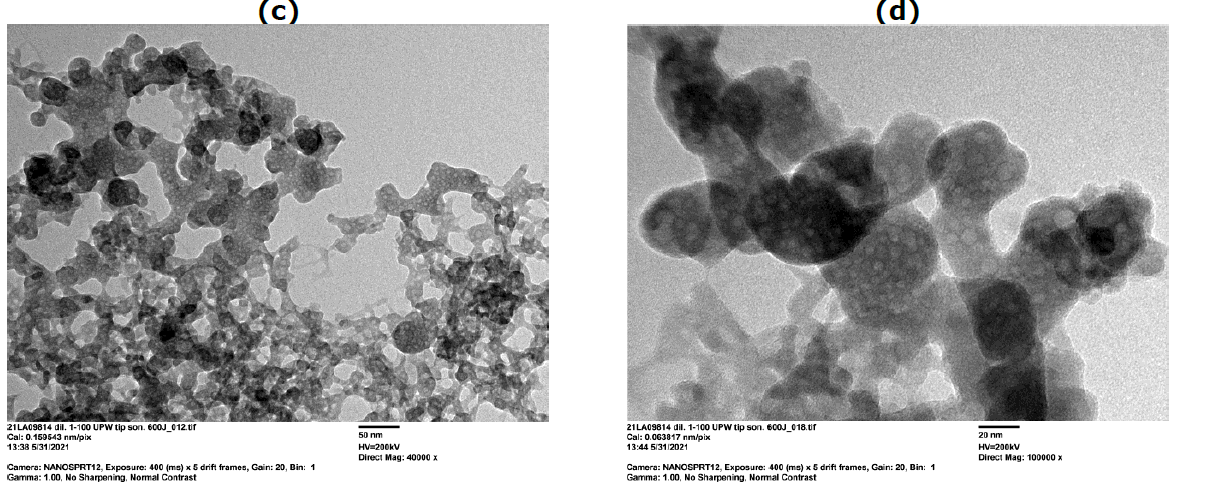 (c)
(d)
21LA09814 dil. 1-100 UPW tip son. 600J_012.tif
Cal: 0.159543 nm/pix
13:38 5/31/2021
50 nm
HV=200kV
Direct Mag: 40000 x
Camera: NANOSPRT12, Exposure: 400 (ms) x 5 drift frames, Gain: 20, Bin: 1
Gamma: 1.00, No Sharpening, Normal Contrast
21LA09814 dil. 1-100 UPW tip son. 600J_018.tif
Cal: 0.063817 nm/pix
13:44 5/31/2021
20 nm
HV=200kV
Direct Mag: 100000 x
Camera: NANOSPRT12, Exposure: 400 (ms) x 5 drift frames, Gain: 20, Bin: 1
Gamma: 1.00, No Sharpening, Normal Contrast